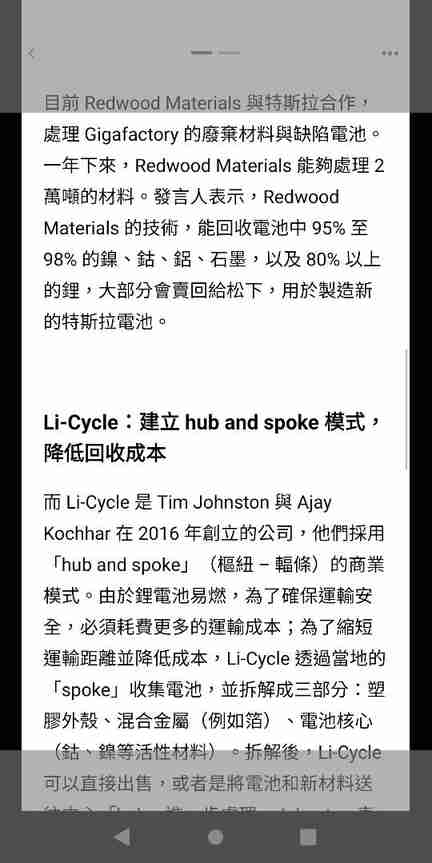 目前 Redwood Materials 與特斯拉合作，
處理 Gigafactory 的廢棄材料與缺陷電池。
一年下來，Redwood Materials 能夠處理 2
萬噸的材料。發言人表示，Redwood
Materials 的技術，能回收電池中 95% 至
98% 的鎳、鈷、鋁、石墨，以及 80% 以上
的鋰，大部分會賣回給松下，用於製造新
的特斯拉電池。
Li-Cycle：建立 hub and spoke 模式，
降低回收成本
而 Li-Cycle 是 Tim Johnston 與 Ajay
Kochhar 在 2016 年創立的公司，他們採用
「hub and spoke」（樞紐 – 輻條）的商業
模式。由於鋰電池易燃，為了確保運輸安
全，必須耗費更多的運輸成本；為了縮短
運輸距離並降低成本，Li-Cycle 透過當地的
「spoke」收集電池，並拆解成三部分：塑
膠外殼、混合金屬（例如箔）、電池核心
（鈷、鎳等活性材料）。拆解後，Li-Cycle
可以直接出售，或者是將電池和新材料送